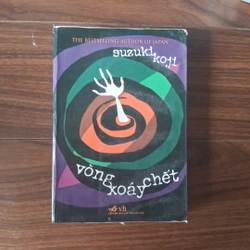 THE BESTSELLING AUTHOR OF JAPAN
suzuki
koji
vòng
xoáy chết